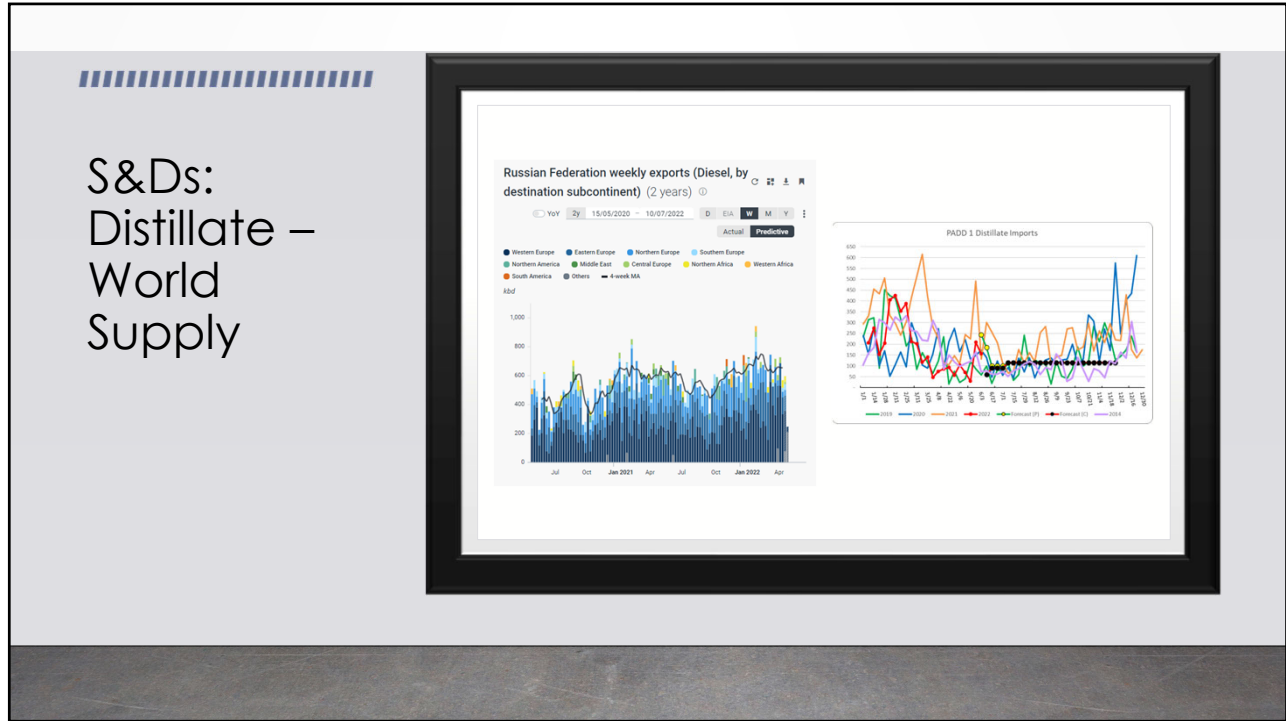 S&Ds:
Distillate –
World
Supply
Russian Federation weekly exports (Diesel, by
destination subcontinent) (2 years)
YoY 2y 15/05/2020 - 10/07/2022 D EIA W M Y
Actual Predictive
Western Europe Eastern Europe Northern Europe Southern Europe
Northern America Middle East Central Europe Northern Africa Western Africa
South America Others 4-week MA
kbd
1,000
800
600
400
200
0
Jul Oct Jan 2021 Apr Jul Oct Jan 2022 Apr
PADD 1 Distillate Imports
650
600
550
500
450
400
350
300
250
200
150
100
50
-
2019 2020 2021 2022 Forecast (P) Forecast (C) 2014